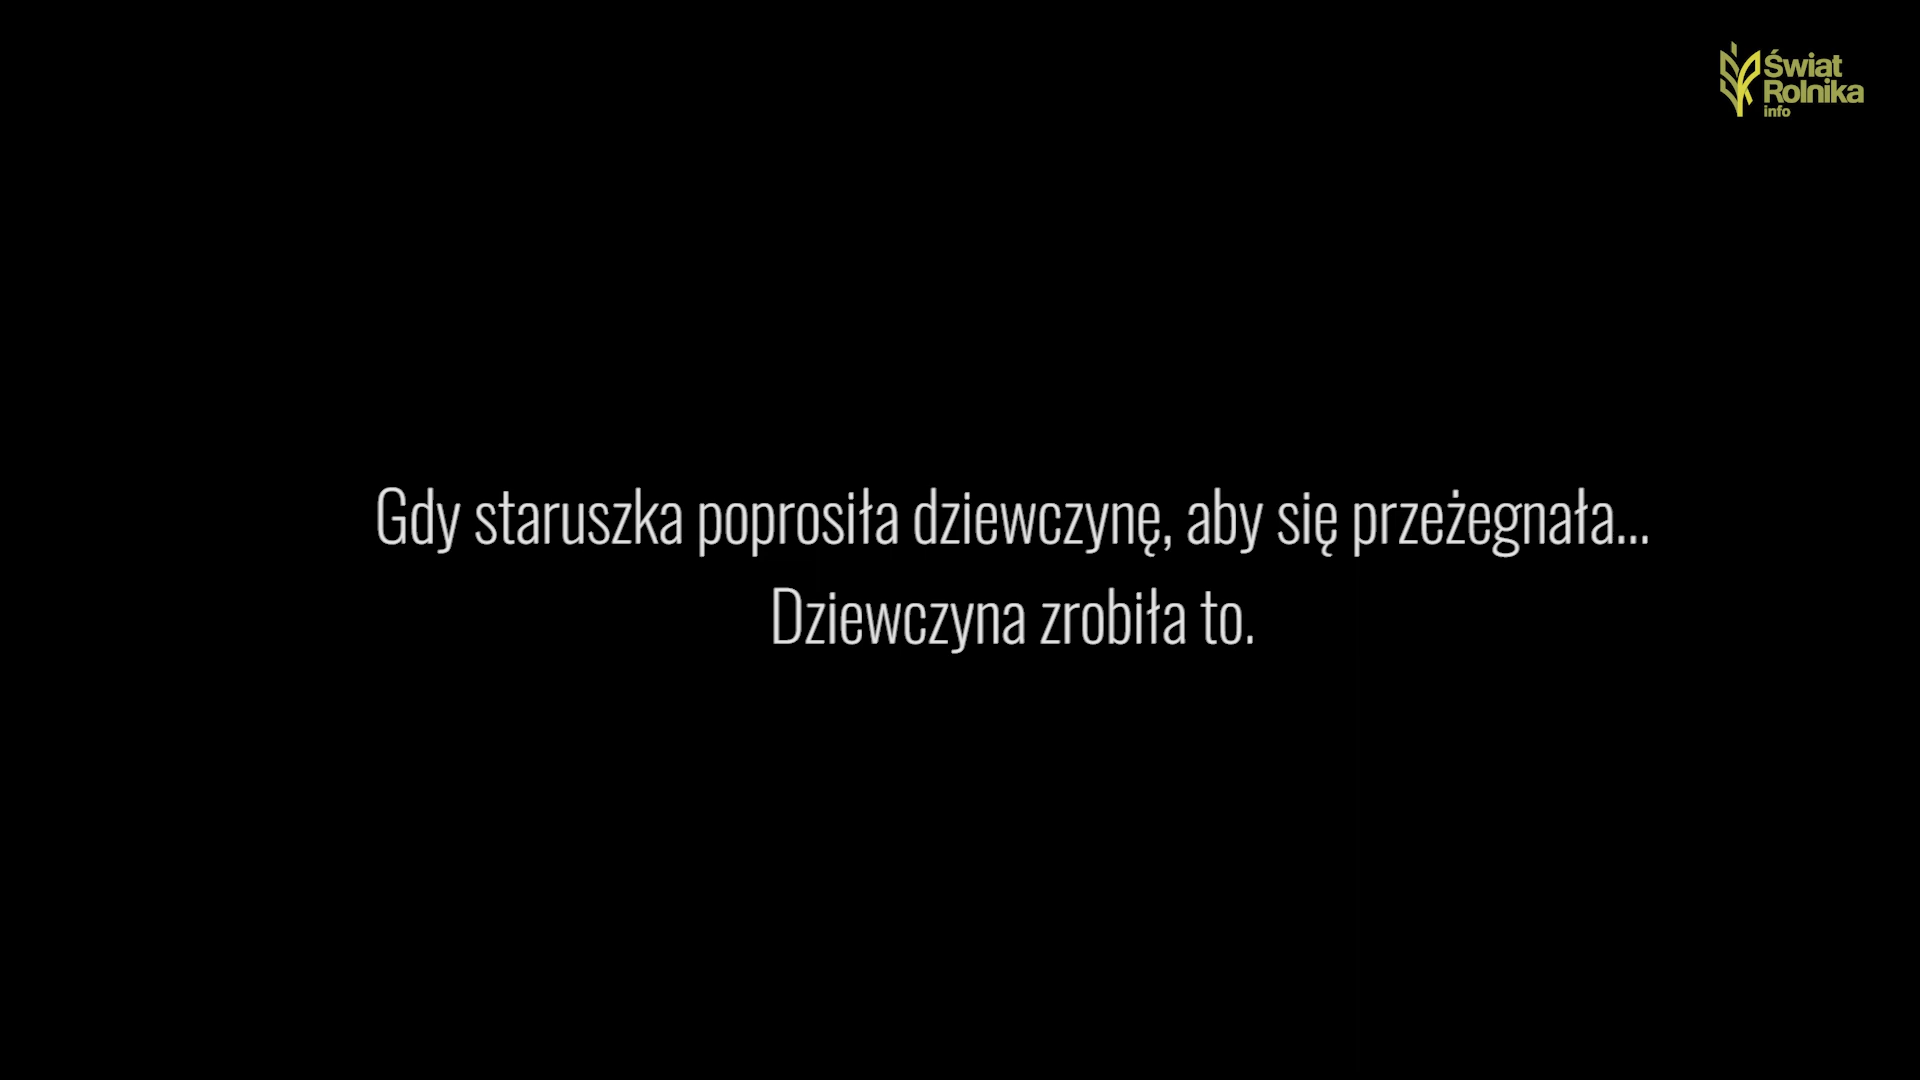 Świat
Rolnika
info
Gdy staruszka poprosiła dziewczynę, aby się przeżegnała...
Dziewczyna zrobiła to.